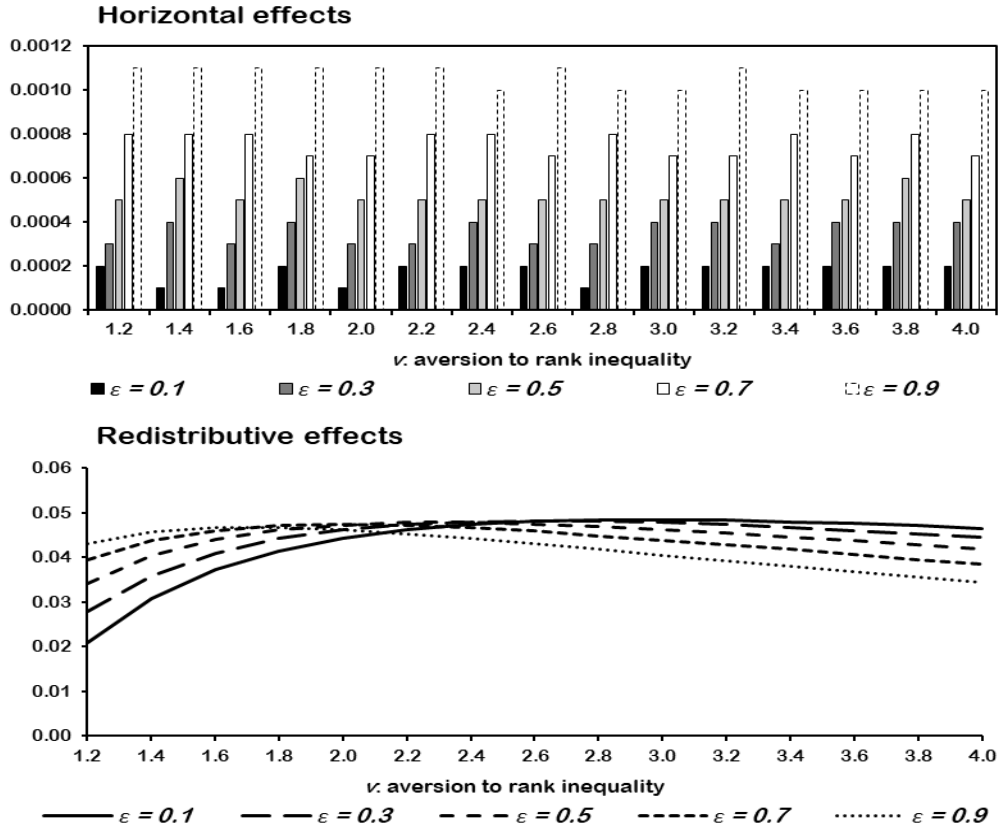 Horizontal effects
0.0012
0.0010
0.0008
0.0006
0.0004
0.0002
0.0000
1.2 1.4 1.6 1.8 2.0 2.2 2.4 2.6 2.8 3.0 3.2 3.4 3.6 3.8 4.0
v: aversion to rank inequality
ε = 0.1 ε = 0.3 ε = 0.5 ε = 0.7 ε = 0.9
Redistributive effects
0.06
0.05
0.04
0.03
0.02
0.01
0.00
1.2 1.4 1.6 1.8 2.0 2.2 2.4 2.6 2.8 3.0 3.2 3.4 3.6 3.8 4.0
v: aversion to rank inequality
ε = 0.1 ε = 0.3 ε = 0.5 ε = 0.7 ε = 0.9